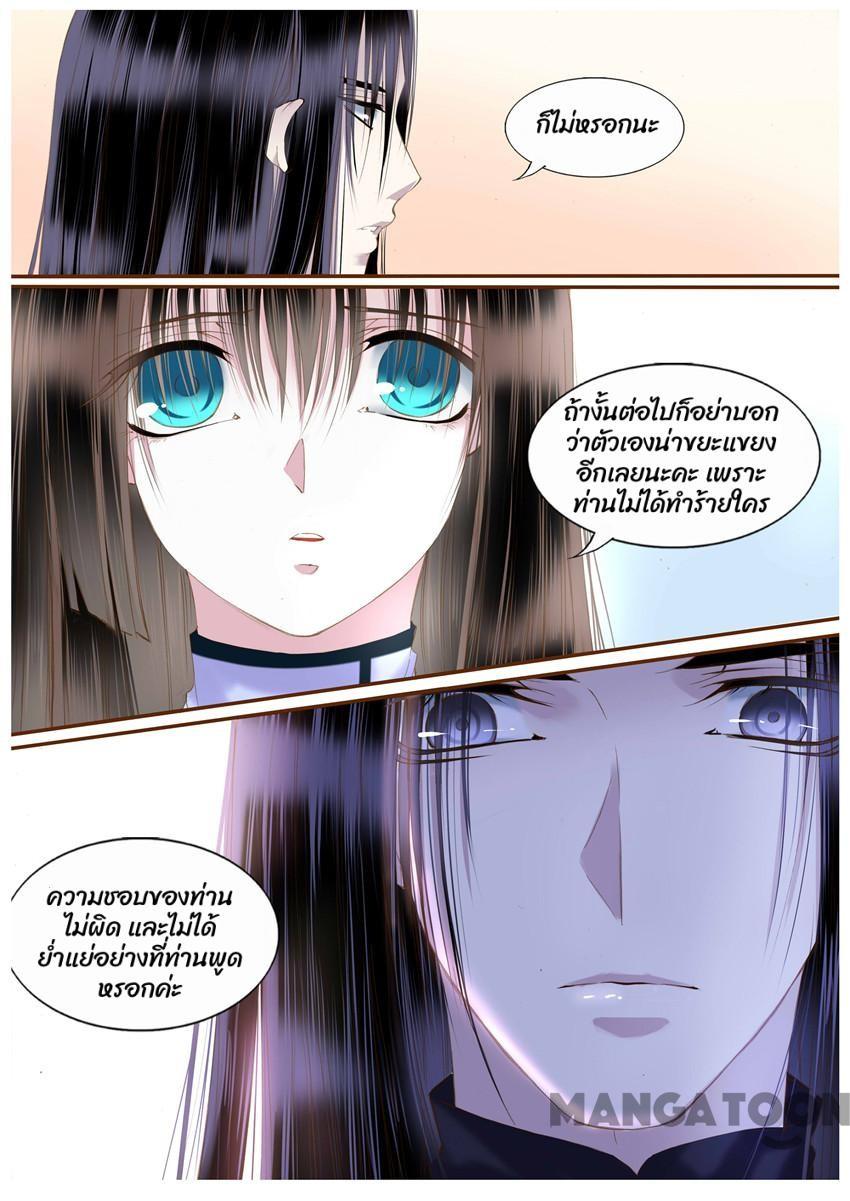 ก็ไม่หรอกนะ
ถ้างั้นต่อไปก็อย่าบอก
ว่าตัวเองน่าขยะแขยง
อีกเลยนะคะ เพราะ
ท่านไม่ได้ทำร้ายใคร
ความชอบของท่าน
ไม่ผิด และไม่ได้
ย่ำแย่อย่างที่ท่านพูด
หรอกค่ะ
MANGATOON